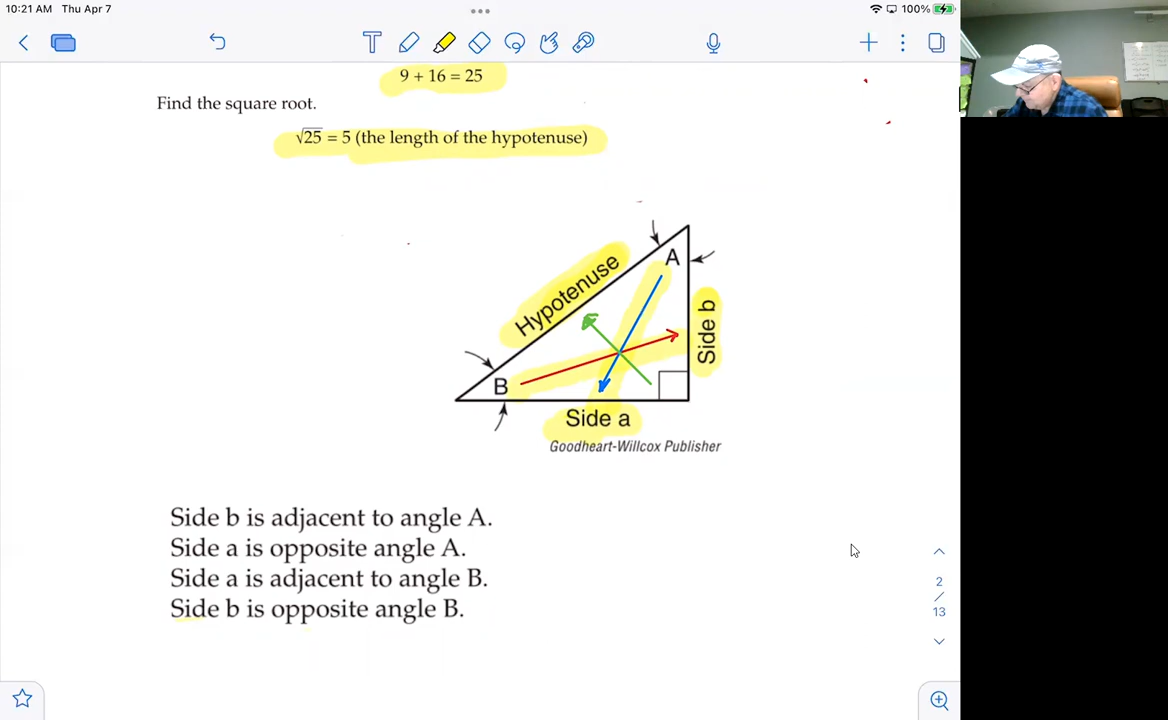 10:21 AM Thu Apr 7
100%
9 + 16 = 25
Find the square root.
√25 = 5 (the length of the hypotenuse)
A
Hypotenuse
Side b
B
Side a
Goodheart-Willcox Publisher
Side b is adjacent to angle A.
Side a is opposite angle A.
Side a is adjacent to angle B.
Side b is opposite angle B.
2
/
13